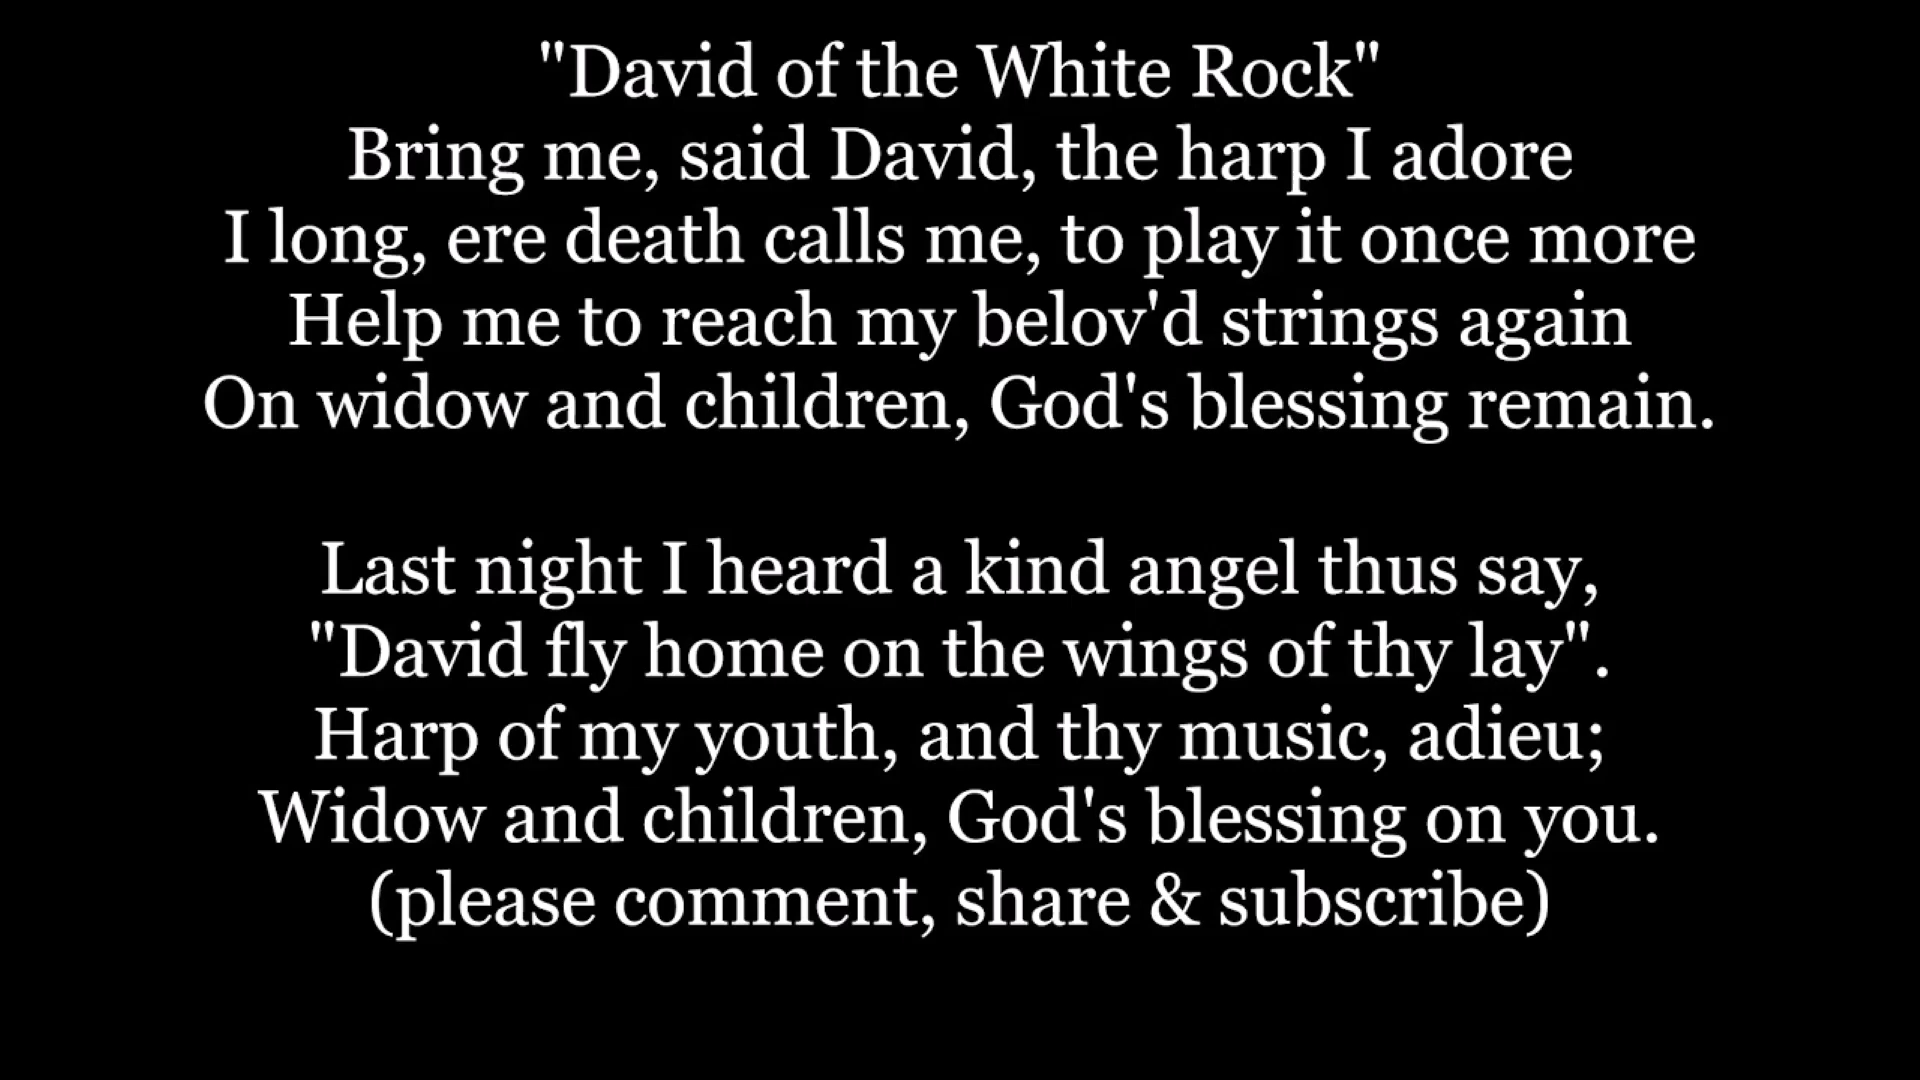 "David of the White Rock"
Bring me, said David, the harp I adore
I long, ere death calls me, to play it once more
Help me to reach my belov'd strings again
On widow and children, God's blessing remain.
Last night I heard a kind angel thus say,
"David fly home on the wings of thy lay".
Harp of my youth, and thy music, adieu;
Widow and children, God's blessing on you.
(please comment, share & subscribe)